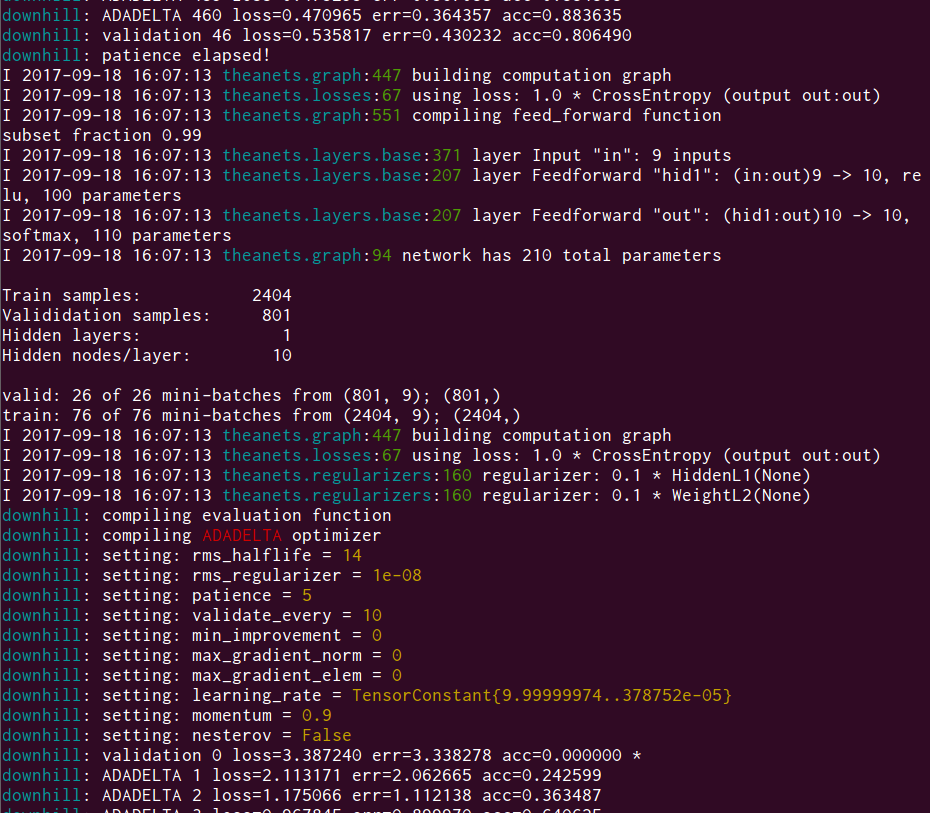 downhill: ADADELTA 460 loss=0.470965 err=0.364357 acc=0.883635
downhill: validation 46 loss=0.535817 err=0.430232 acc=0.806490
downhill: patience elapsed!
I 2017-09-18 16:07:13 theanets.graph:447 building computation graph
I 2017-09-18 16:07:13 theanets.losses:67 using loss: 1.0 * CrossEntropy (output out:out)
I 2017-09-18 16:07:13 theanets.graph:551 compiling feed_forward function
subset fraction 0.99
I 2017-09-18 16:07:13 theanets.layers.base:371 layer Input "in": 9 inputs
I 2017-09-18 16:07:13 theanets.layers.base:207 layer Feedforward "hid1": (in:out)9 -> 10, re
lu, 100 parameters
I 2017-09-18 16:07:13 theanets.layers.base:207 layer Feedforward "out": (hid1:out)10 -> 10,
softmax, 110 parameters
I 2017-09-18 16:07:13 theanets.graph:94 network has 210 total parameters
Train samples: 2404
Valididation samples: 801
Hidden layers: 1
Hidden nodes/layer: 10
valid: 26 of 26 mini-batches from (801, 9); (801,)
train: 76 of 76 mini-batches from (2404, 9); (2404,)
I 2017-09-18 16:07:13 theanets.graph:447 building computation graph
I 2017-09-18 16:07:13 theanets.losses:67 using loss: 1.0 * CrossEntropy (output out:out)
I 2017-09-18 16:07:13 theanets.regularizers:160 regularizer: 0.1 * HiddenL1(None)
I 2017-09-18 16:07:13 theanets.regularizers:160 regularizer: 0.1 * WeightL2(None)
downhill: compiling evaluation function
downhill: compiling ADADELTA optimizer
downhill: setting: rms_halflife = 14
downhill: setting: rms_regularizer = 1e-08
downhill: setting: patience = 5
downhill: setting: validate_every = 10
downhill: setting: min_improvement = 0
downhill: setting: max_gradient_norm = 0
downhill: setting: max_gradient_elem = 0
downhill: setting: learning_rate = TensorConstant{9.99999974..378752e-05}
downhill: setting: momentum = 0.9
downhill: setting: nesterov = False
downhill: validation 0 loss=3.387240 err=3.338278 acc=0.000000 *
downhill: ADADELTA 1 loss=2.113171 err=2.062665 acc=0.242599
downhill: ADADELTA 2 loss=1.175066 err=1.112138 acc=0.363487